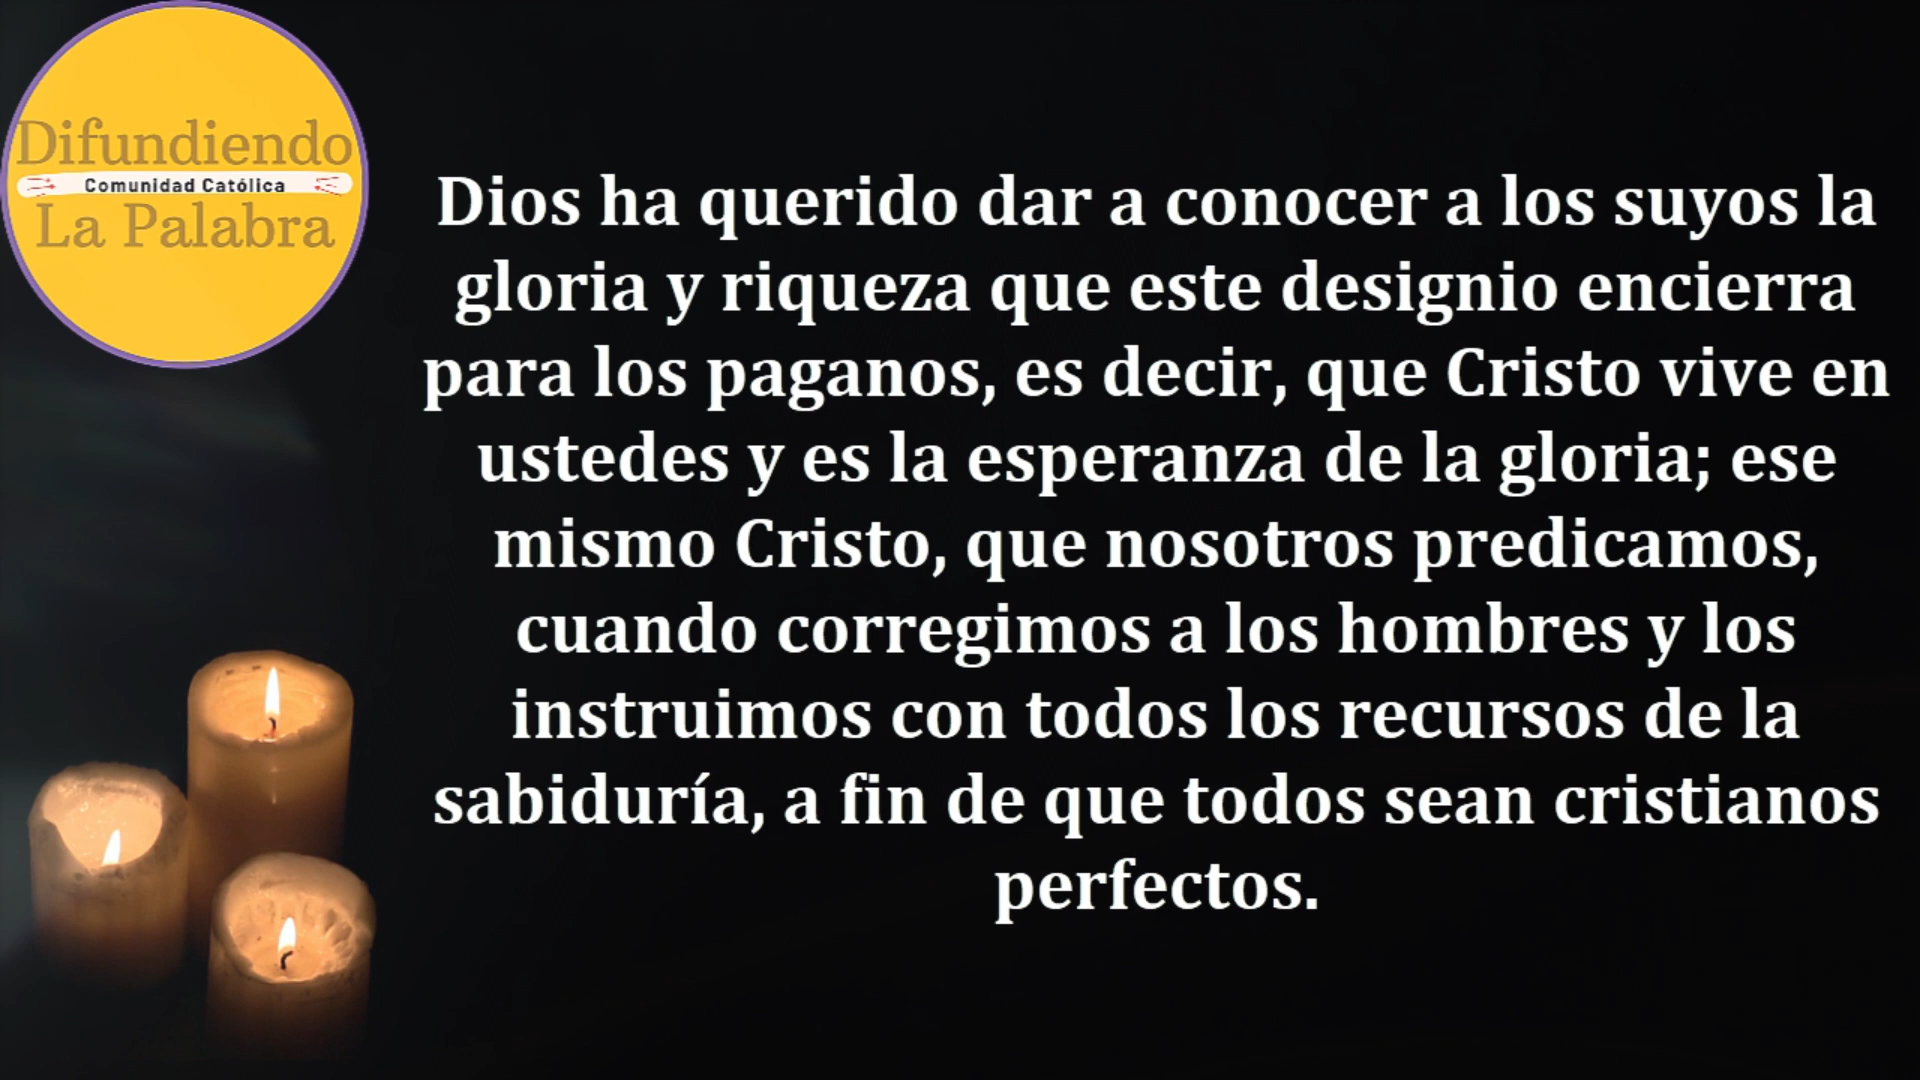 Difundiendo
Comunidad Católica
La Palabra
Dios ha querido dar a conocer a los suyos la
gloria y riqueza que este designio encierra
para los paganos, es decir, que Cristo vive en
ustedes y es la esperanza de la gloria; ese
mismo Cristo, que nosotros predicamos,
cuando corregimos a los hombres y los
instruimos con todos los recursos de la
sabiduría, a fin de que todos sean cristianos
perfectos.